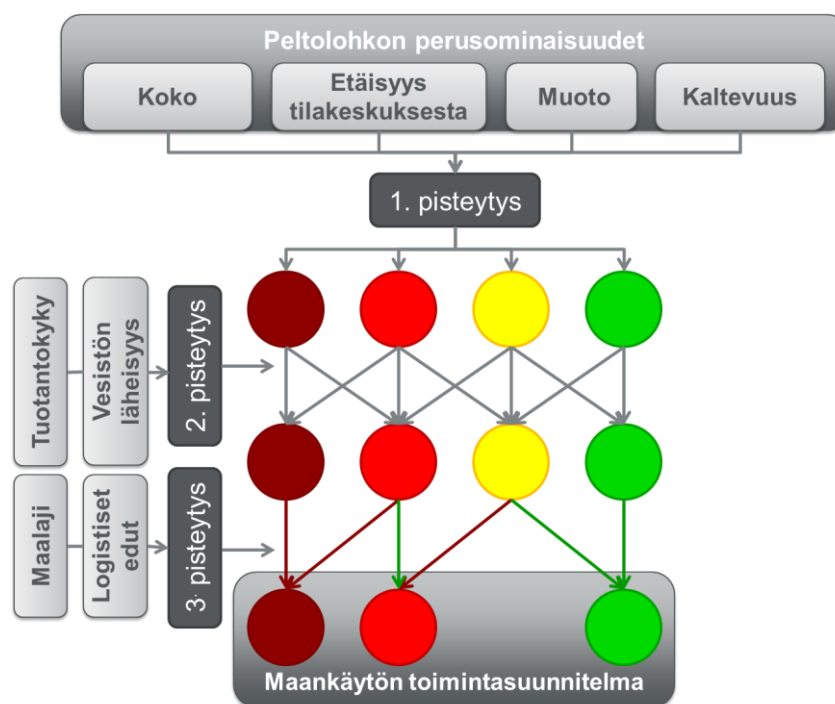 Peltolohkon perusominaisuudet
Koko
Etäisyys
tilakeskuksesta
Muoto
Kaltevuus
1. pisteytys
Tuotantokyky
Vesistön
läheisyys
2. pisteytys
Maalaji
Logistiset
edut
3. pisteytys
Maankäytön toimintasuunnitelma